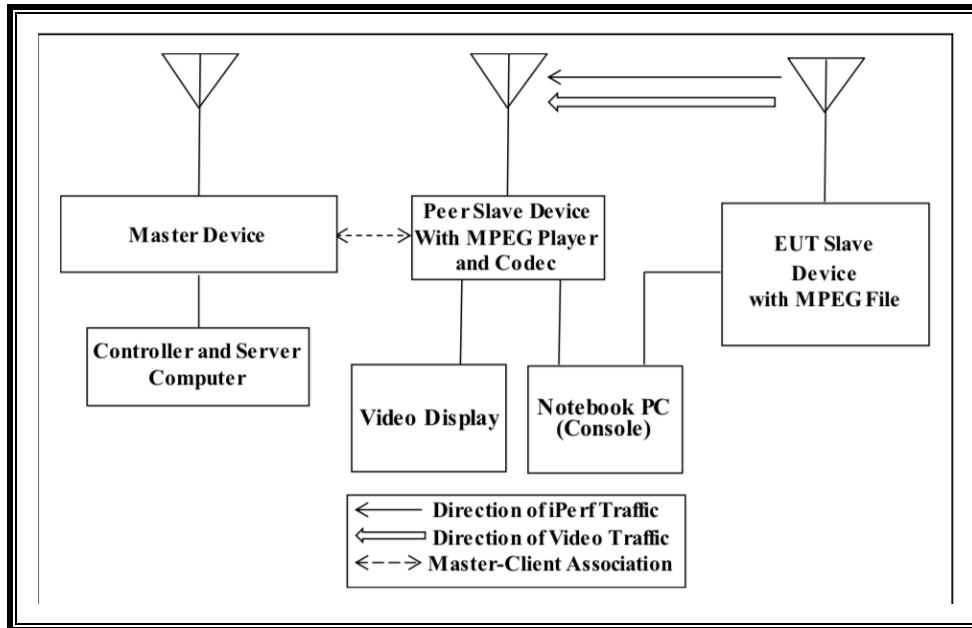 Master Device
Peer Slave Device
With MPEG Player
and Codec
EUT Slave
Device
with MPEG File
Controller and Server
Computer
Video Display
Notebook PC
(Console)
Direction of iPerf Traffic
Direction of Video Traffic
Master-Client Association